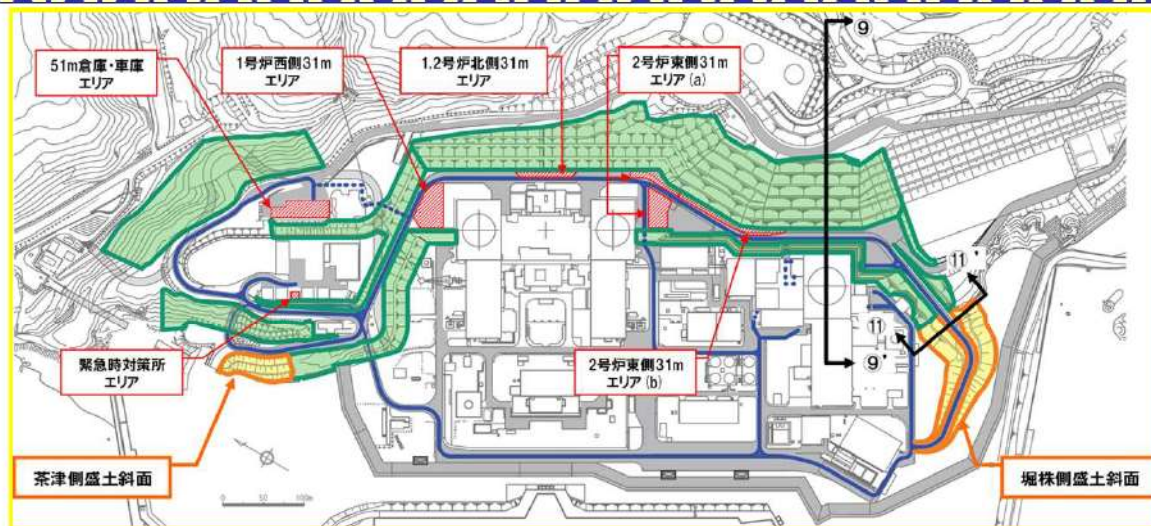 51m倉庫・車庫
エリア
1号炉西側31m
エリア
1,2号炉北側31m
エリア
2号炉東側31m
エリア(a)
⑨
⑪
⑪
⑨'
緊急時対策所
エリア
2号炉東側31m
エリア(b)
茶津側盛土斜面
堀株側盛土斜面
0 50 100m